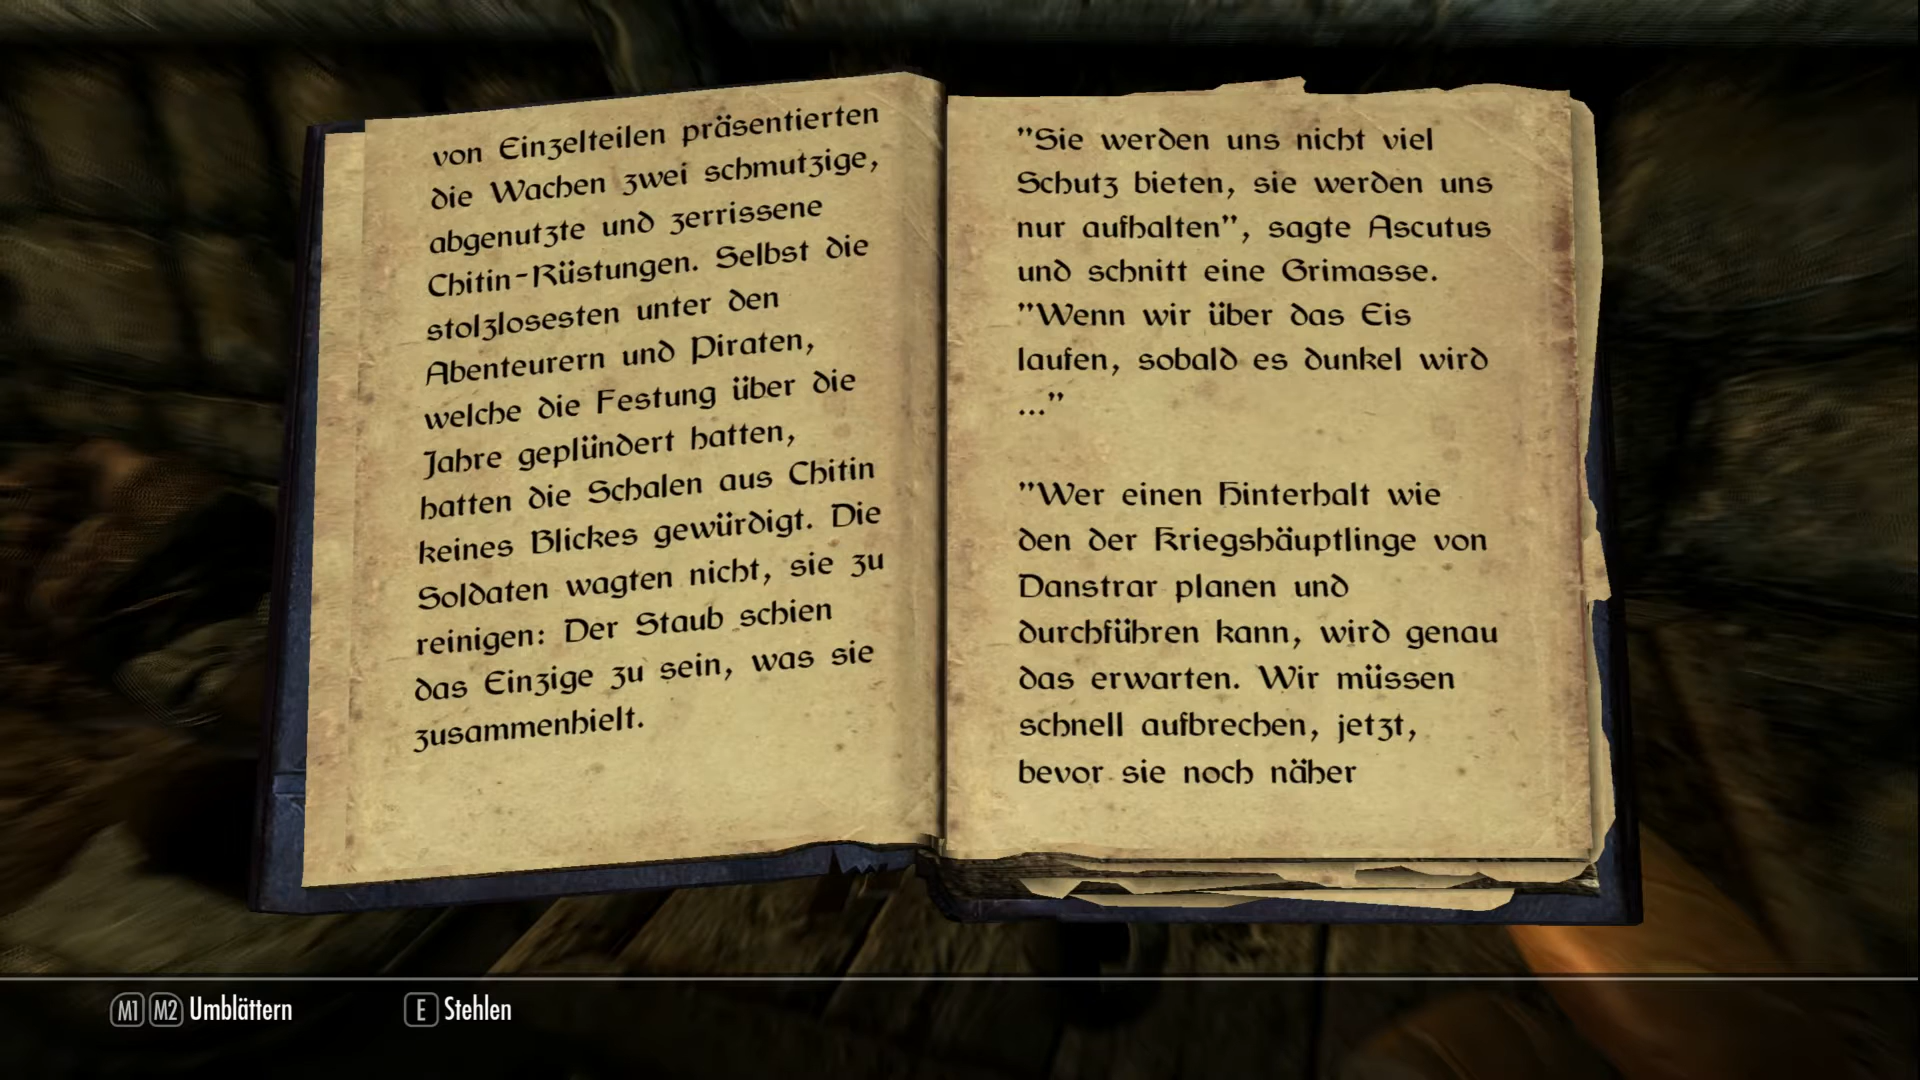 von Einzelteilen präsentierten
die Wachen zwei schmutzige,
abgenutzte und zerrissene
Chitin-Rüstungen. Selbst die
stolzlosesten unter den
Abenteurern und Piraten,
welche die Festung über die
Jahre geplündert hatten,
hatten die Schalen aus Chitin
keines Blickes gewürdigt. Die
Soldaten wagten nicht, sie zu
reinigen: Der Staub schien
das Einzige zu sein, was sie
zusammenhielt.
"Sie werden uns nicht viel
Schutz bieten, sie werden uns
nur aufhalten", sagte Ascutus
und schnitt eine Grimasse.
"Wenn wir über das Eis
laufen, sobald es dunkel wird
..."
"Wer einen Hinterhalt wie
den der Kriegshäuptlinge von
Danstrar planen und
durchführen kann, wird genau
das erwarten. Wir müssen
schnell aufbrechen, jetzt,
bevor sie noch näher
M1 M2 Umblättern
E Stehlen